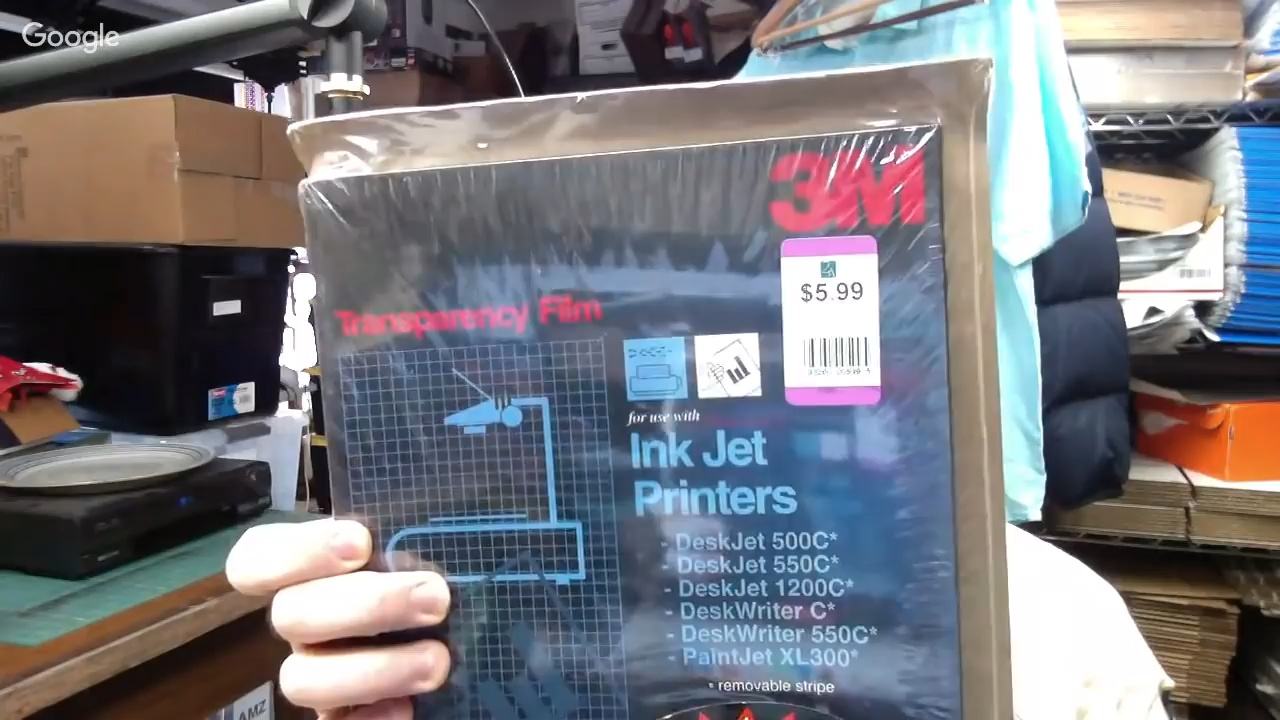 Google
3M
$5.99
Transparency Film
for use with
Ink Jet
Printers
- DeskJet 500C*
- DeskJet 550C*
- DeskJet 1200C*
- DeskWriter C*
- DeskWriter 550C*
- PaintJet XL300*
* removable stripe
AMZ